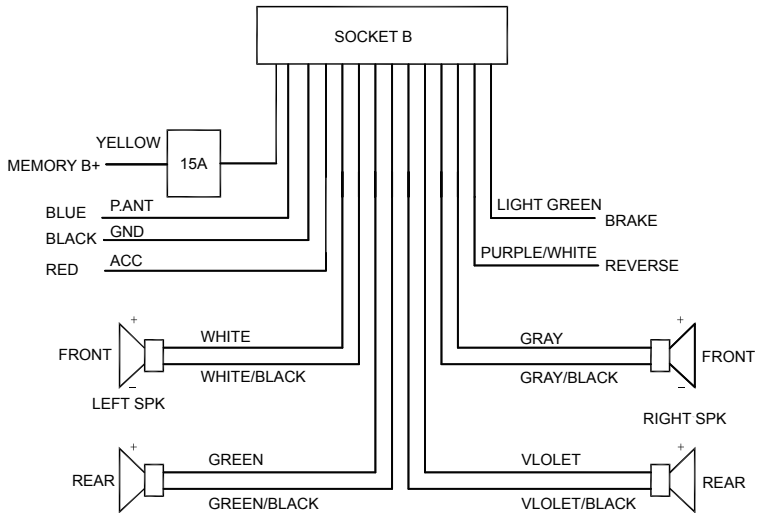 SOCKET B
YELLOW
MEMORY B+
15A
BLUE P.ANT
BLACK GND
RED ACC
LIGHT GREEN
BRAKE
PURPLE/WHITE
REVERSE
+
FRONT
WHITE
WHITE/BLACK
−
LEFT SPK
+
GRAY
FRONT
GRAY/BLACK
−
RIGHT SPK
+
REAR
GREEN
GREEN/BLACK
+
VLOLET
REAR
VLOLET/BLACK